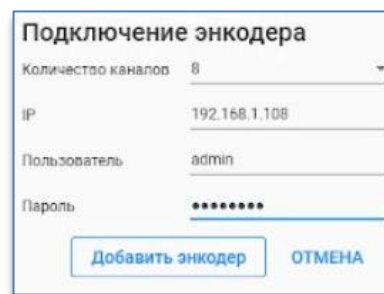 Подключение энкодера
Количество каналов 8
IP 192.168.1.108
Пользователь admin
Пароль ••••••••
Добавить энкодер ОТМЕНА